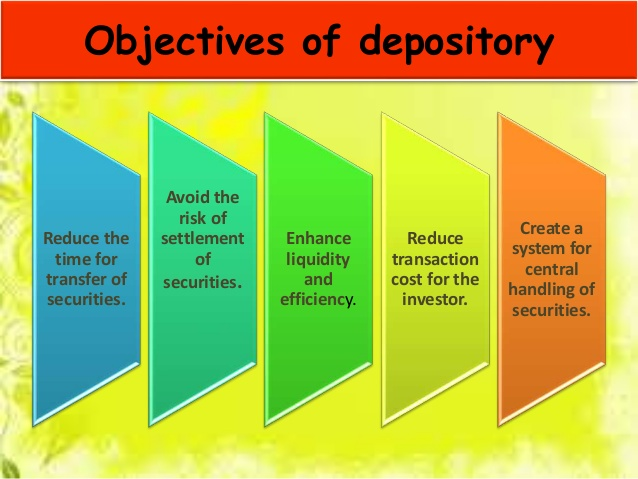 Objectives of depository
Reduce the
time for
transfer of
securities.
Avoid the
risk of
settlement
of
securities.
Enhance
liquidity
and
efficiency.
Reduce
transaction
cost for the
investor.
Create a
system for
central
handling of
securities.